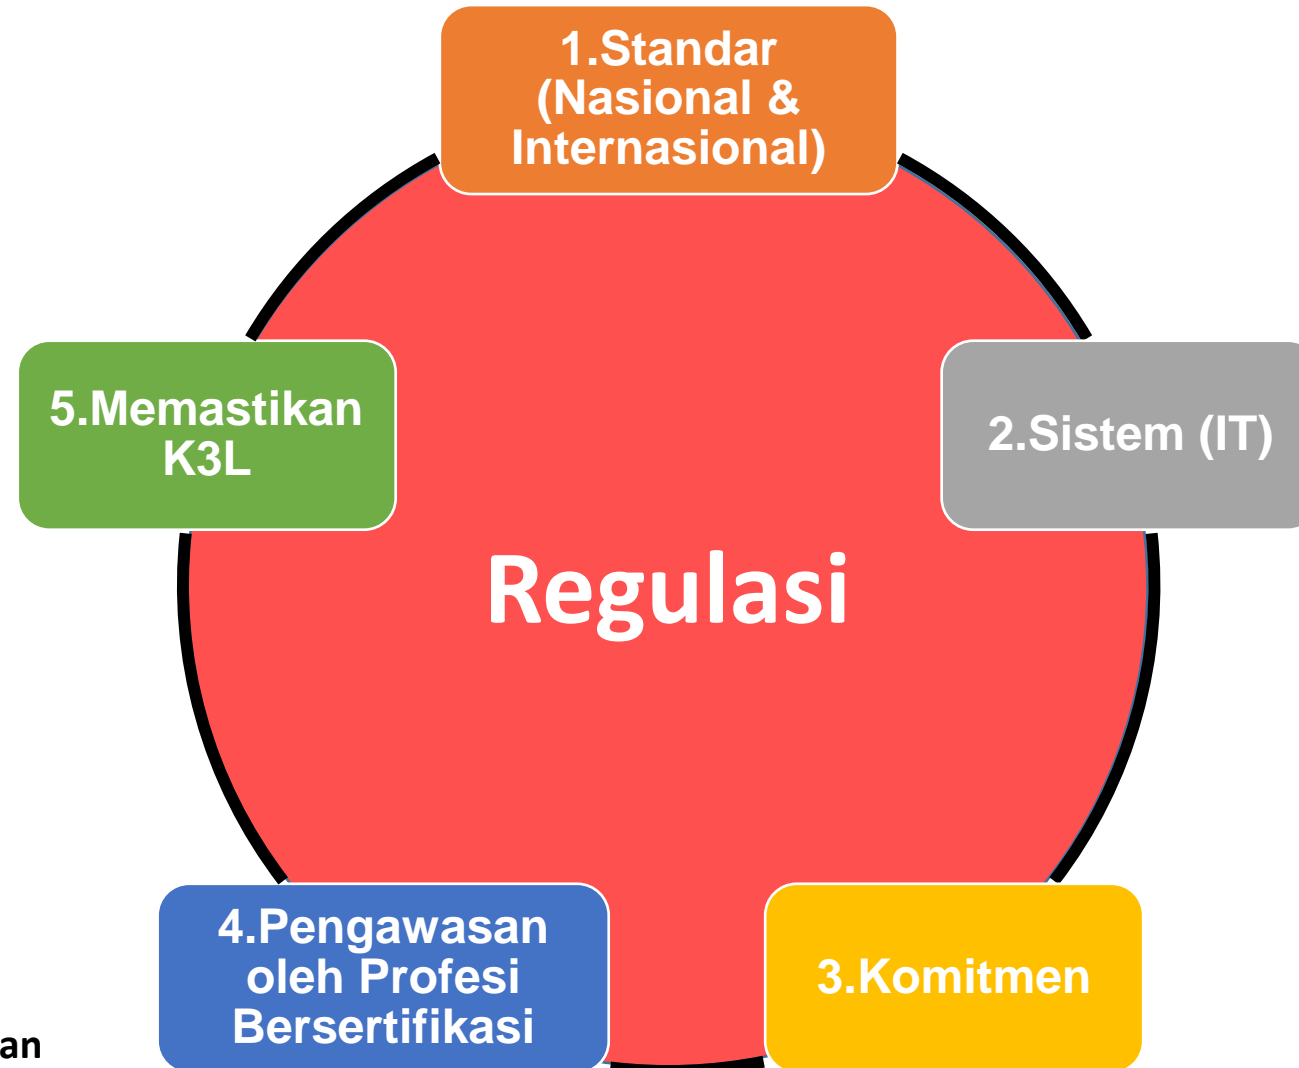 1.Standar
(Nasional &
Internasional)
2.Sistem (IT)
3.Komitmen
4.Pengawasan
oleh Profesi
Bersertifikasi
5.Memastikan
K3L
Regulasi
an